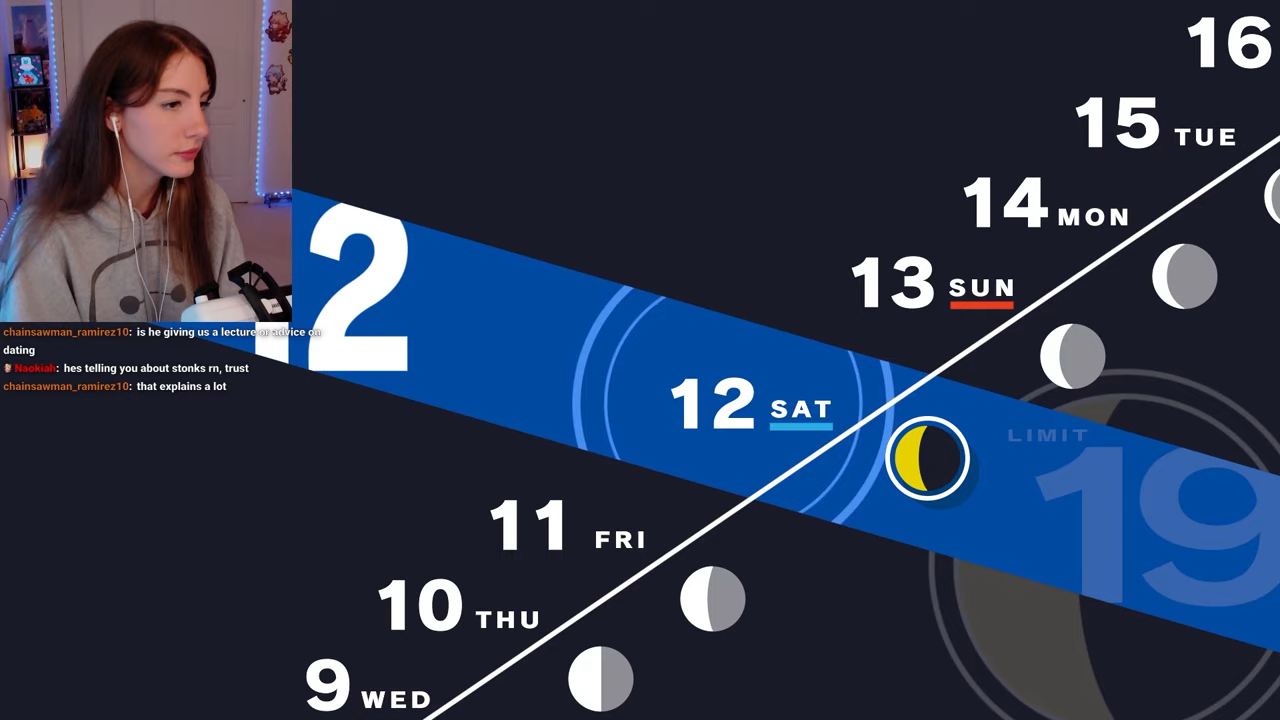 16
15 TUE
14 MON
13 SUN
2
12 SAT
LIMIT
19
11 FRI
10 THU
9 WED
chainsawman_ramirez10: is he giving us a lecture or advice on
dating
Naokiah: hes telling you about stonks rn, trust
chainsawman_ramirez10: that explains a lot